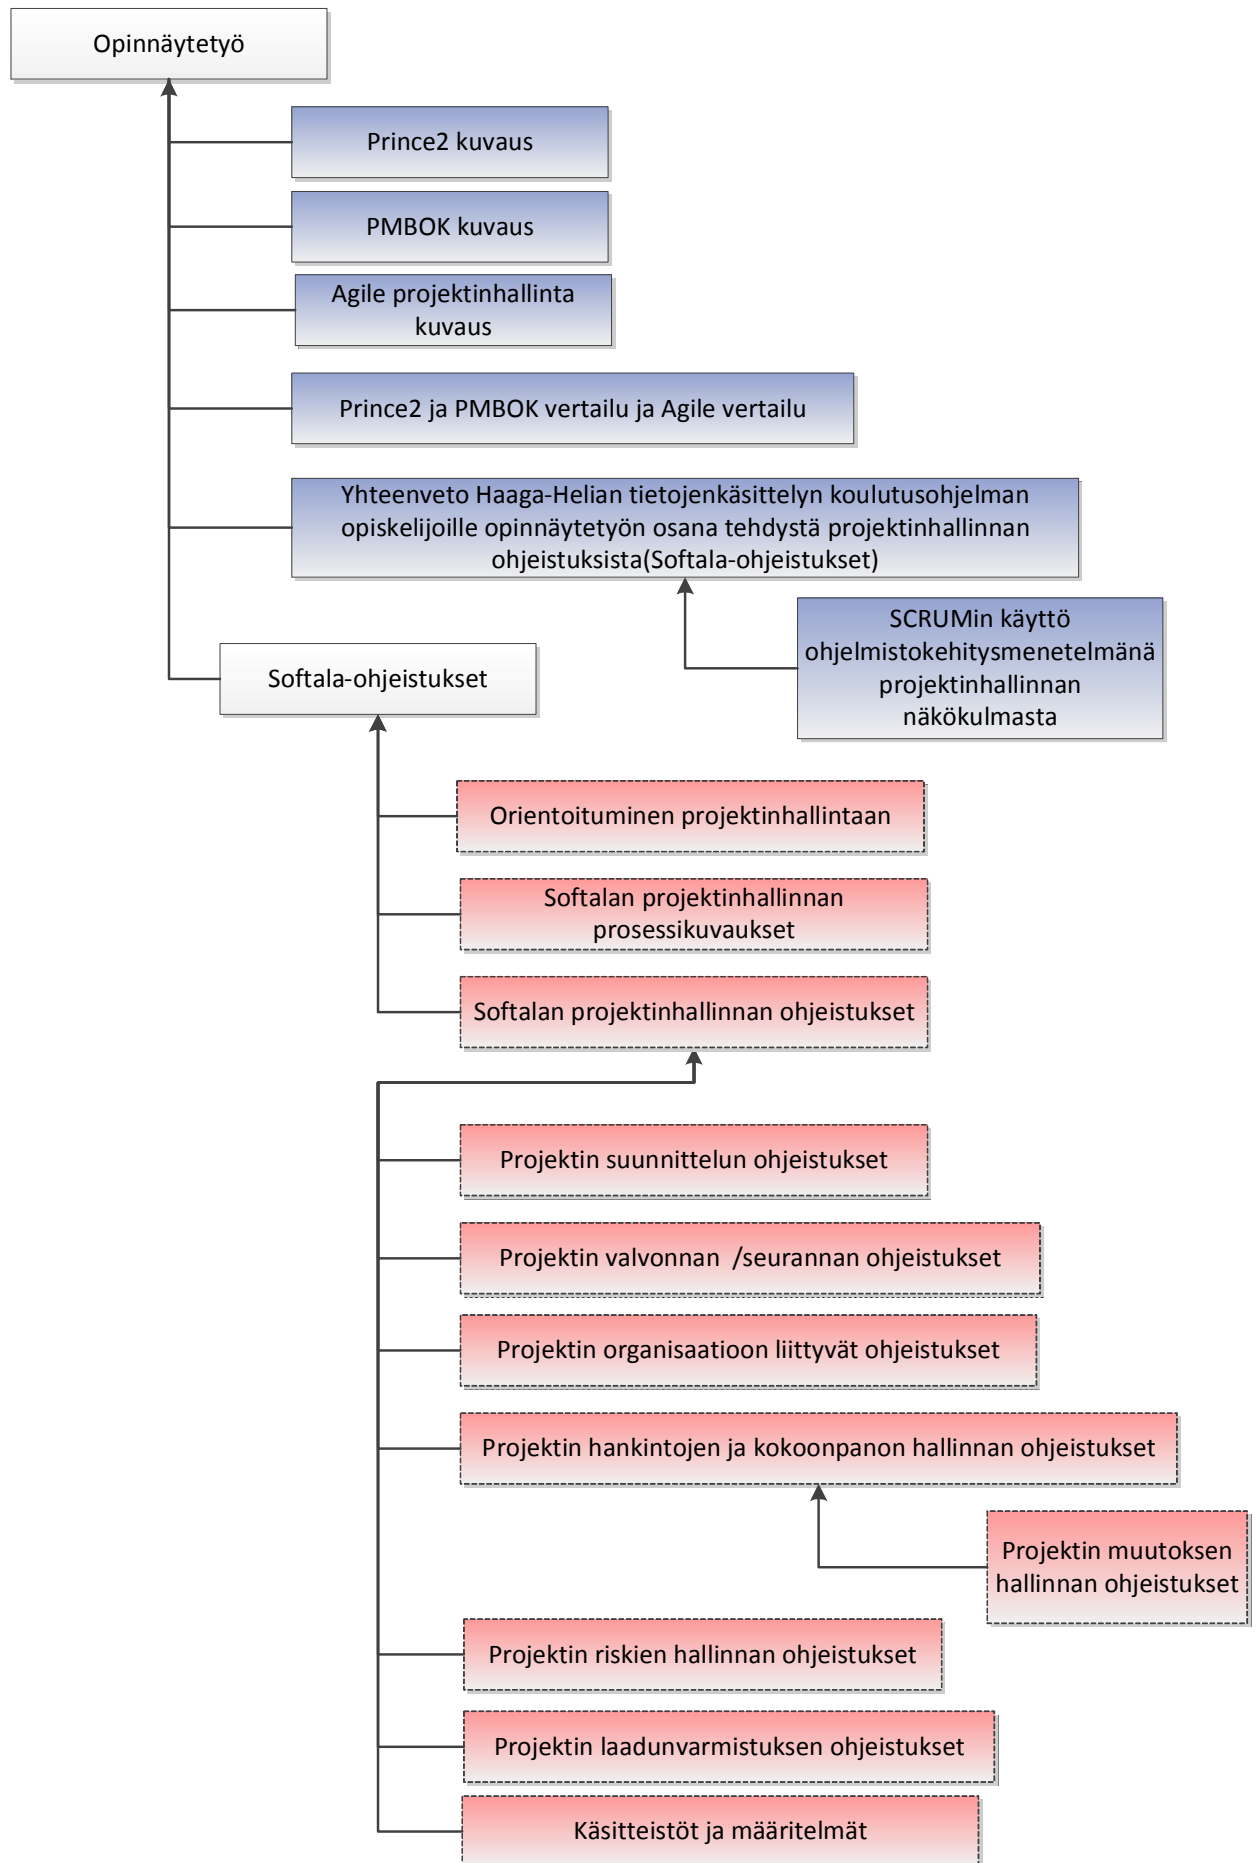 Opinnäytetyö
Prince2 kuvaus
PMBOK kuvaus
Agile projektinhallinta
kuvaus
Prince2 ja PMBOK vertailu ja Agile vertailu
Yhteenveto Haaga-Helian tietojenkäsittelyn koulutusohjelman
opiskelijoille opinnäytetyön osana tehdystä projektinhallinnan
ohjeistuksista(Softala-ohjeistukset)
SCRUMin käyttö
ohjelmistokehitysmenetelmänä
projektinhallinnan
näkökulmasta
Softala-ohjeistukset
Orientoituminen projektinhallintaan
Softalan projektinhallinnan
prosessikuvaukset
Softalan projektinhallinnan ohjeistukset
Projektin suunnittelun ohjeistukset
Projektin valvonnan  /seurannan ohjeistukset
Projektin organisaatioon liittyvät ohjeistukset
Projektin hankintojen ja kokoonpanon hallinnan ohjeistukset
Projektin muutoksen
hallinnan ohjeistukset
Projektin riskien hallinnan ohjeistukset
Projektin laadunvarmistuksen ohjeistukset
Käsitteistöt ja määritelmät